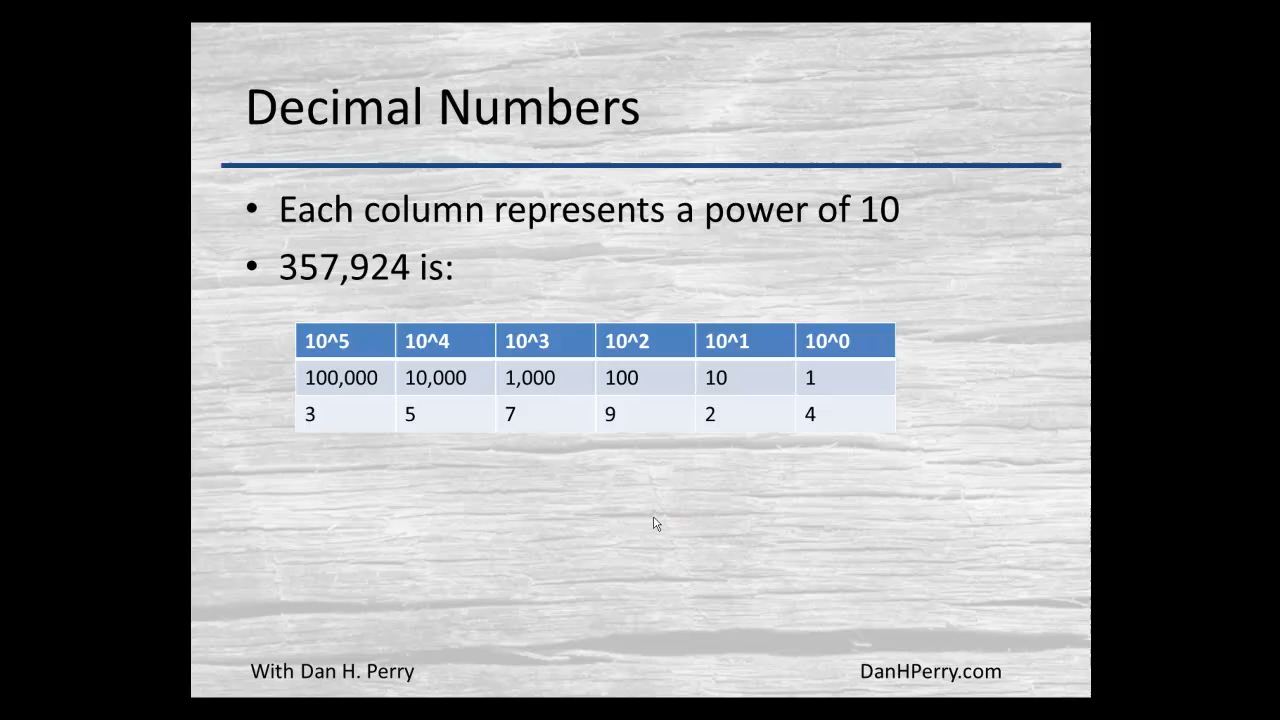 Decimal Numbers
• Each column represents a power of 10
• 357,924 is:
10^5 10^4 10^3 10^2 10^1 10^0
100,000 10,000 1,000 100 10 1
3 5 7 9 2 4
With Dan H. Perry DanHPerry.com